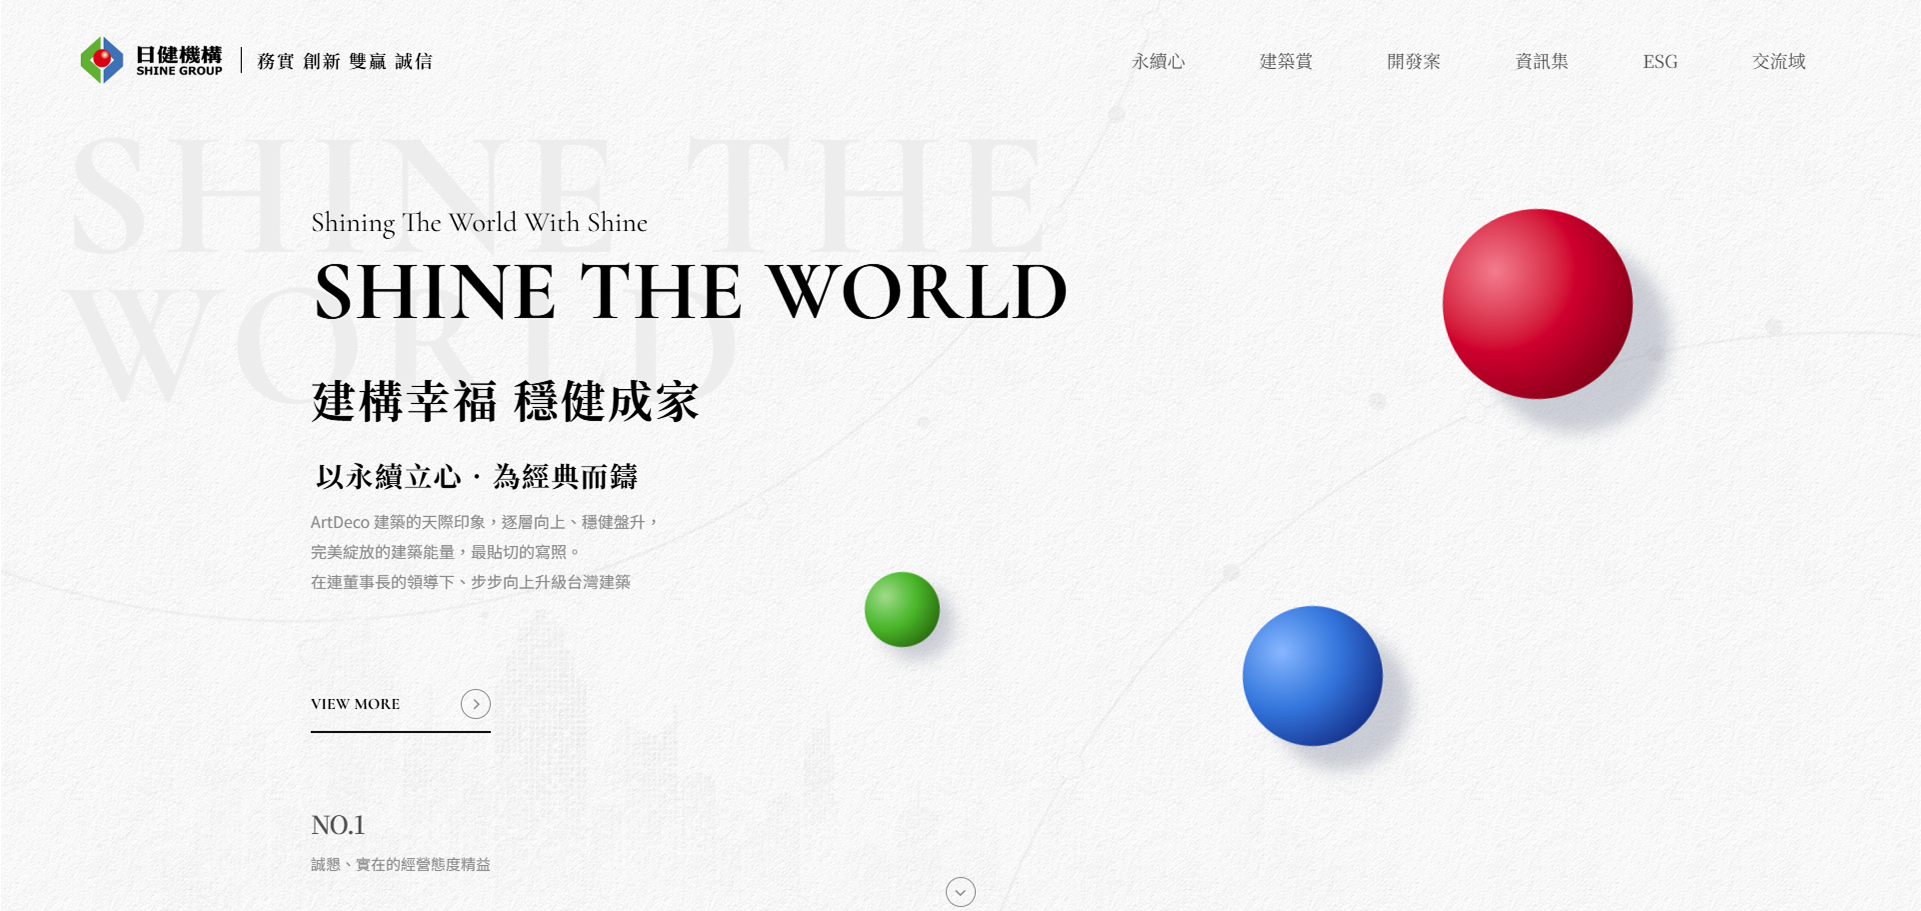 日健機構
SHINE GROUP
務實 創新 雙贏 誠信
永續心
建築賞
開發案
資訊集
ESG
交流域
SHINE THE
WORLD
Shining The World With Shine
SHINE THE WORLD
建構幸福 穩健成家
以永續立心．為經典而鑄
ArtDeco 建築的天際印象，逐層向上、穩健盤升，
完美綻放的建築能量，最貼切的寫照。
在連董事長的領導下、步步向上升級台灣建築
VIEW MORE
NO.1
誠懇、實在的經營態度精益